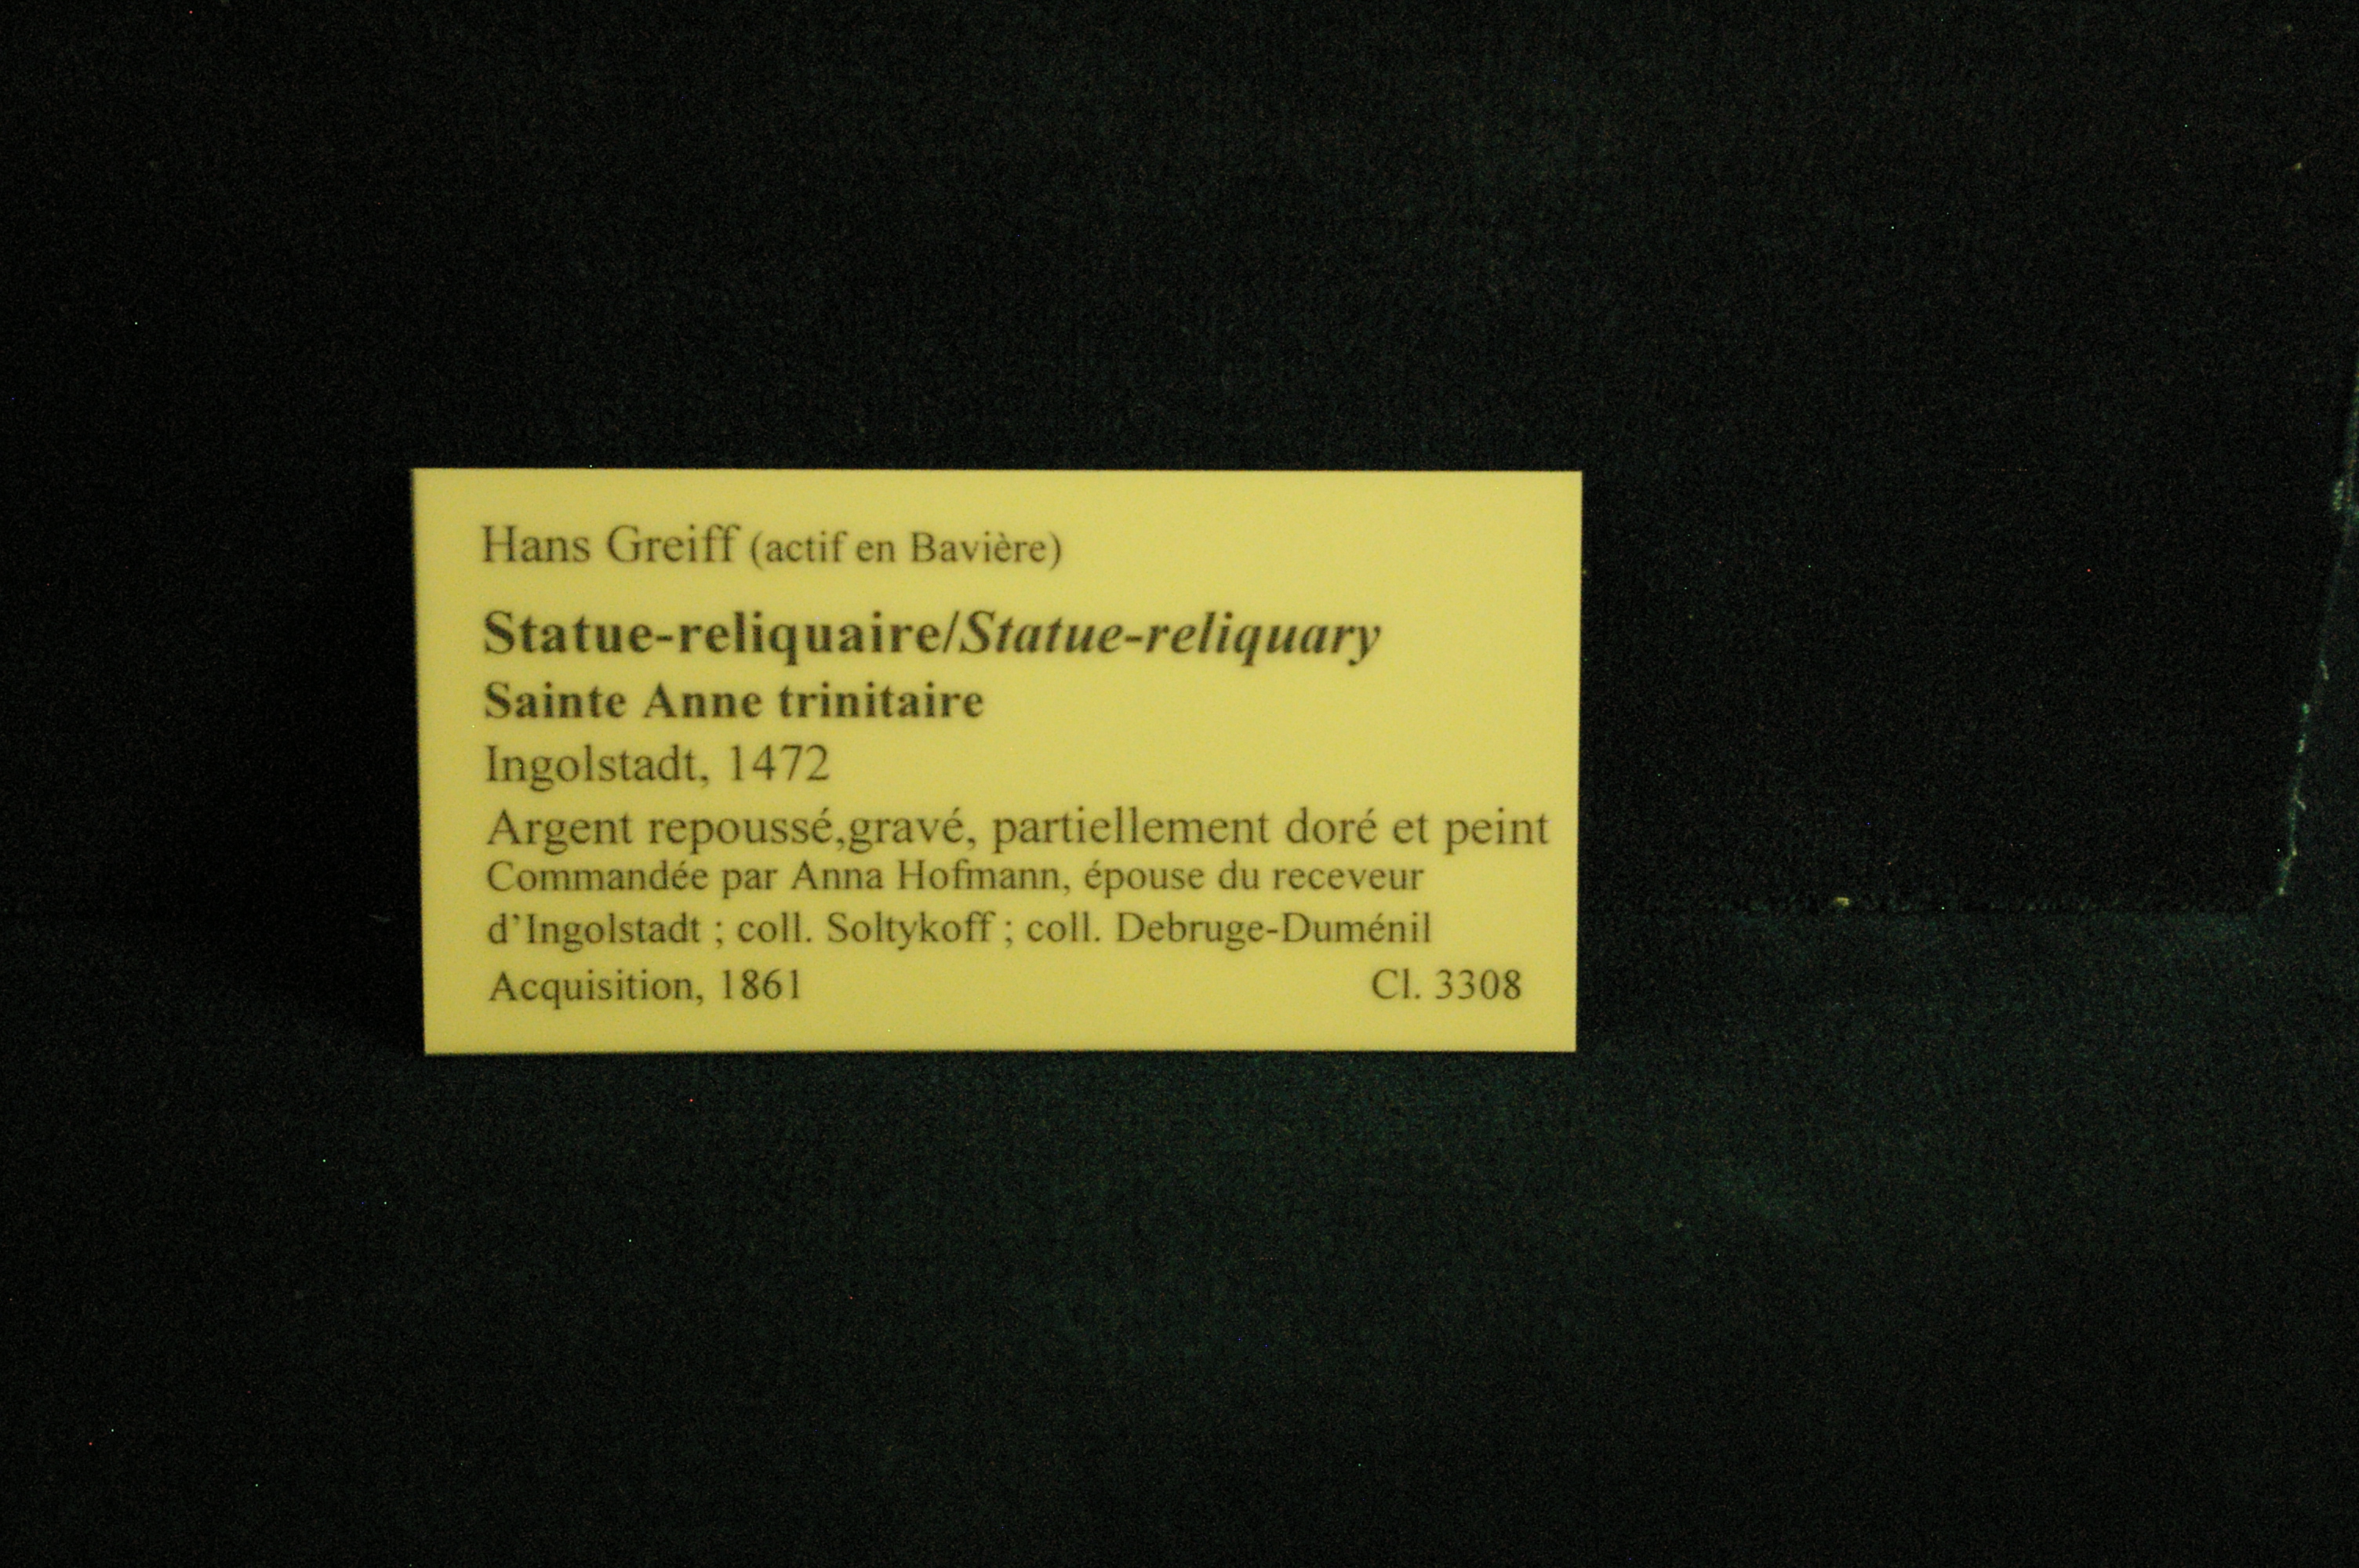 Hans Greiff (actif en Bavière)
Statue-reliquaire/Statue-reliquary
Sainte Anne trinitaire
Ingolstadt, 1472
Argent repoussé,gravé, partiellement doré et peint
Commandée par Anna Hofmann, épouse du receveur
d'Ingolstadt ; coll. Soltykoff ; coll. Debruge-Duménil
Acquisition, 1861 Cl. 3308